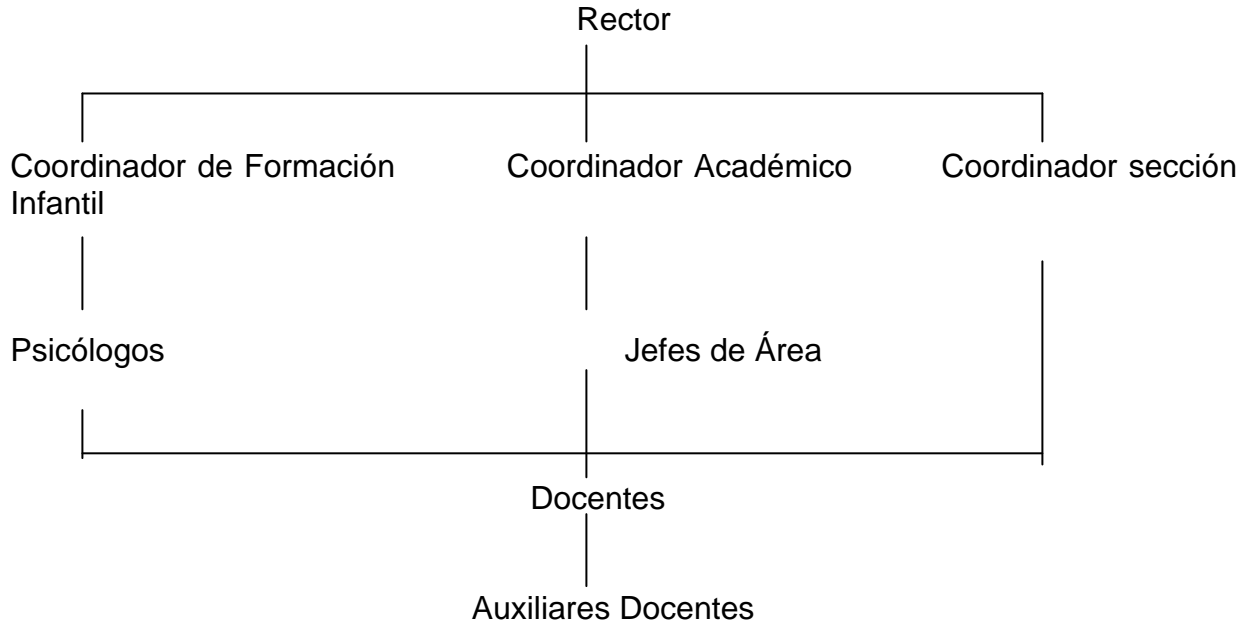 Rector
Coordinador de Formación
Infantil
Coordinador Académico
Coordinador sección
Psicólogos
Jefes de Área
Docentes
Auxiliares Docentes